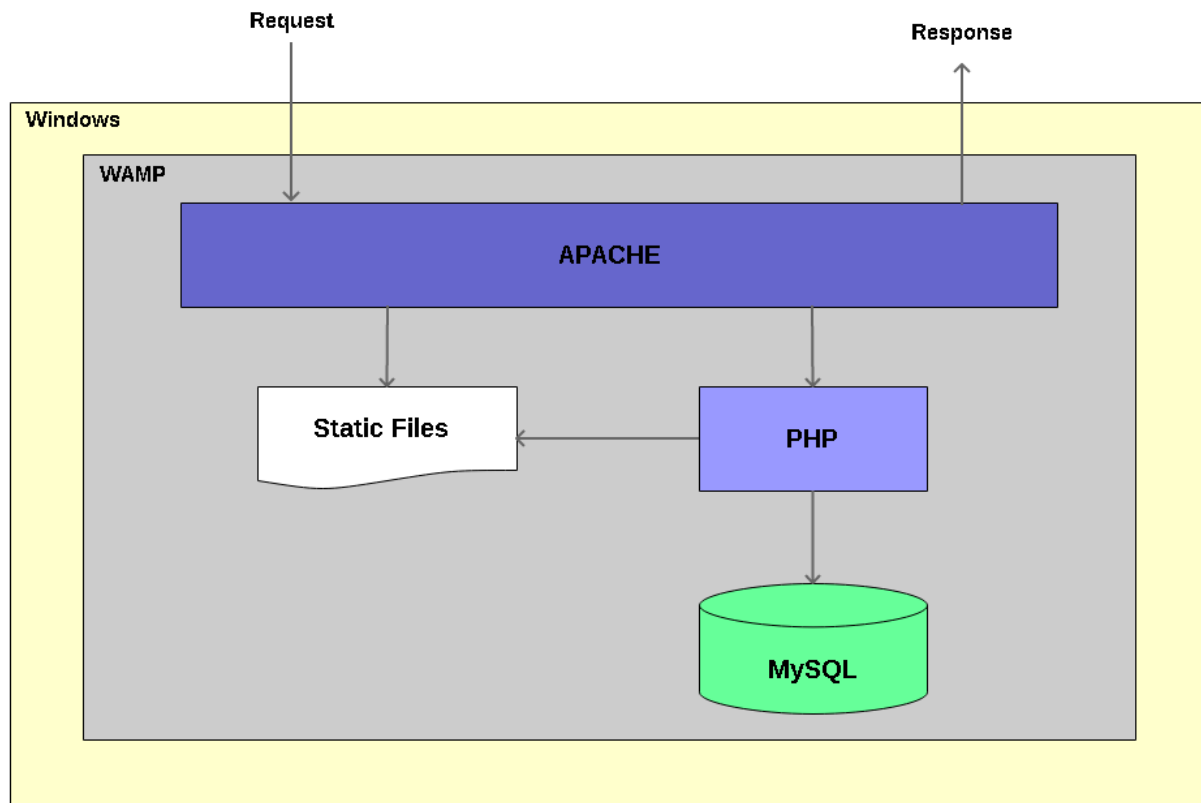 Request
Response
Windows
WAMP
APACHE
Static Files
PHP
MySQL